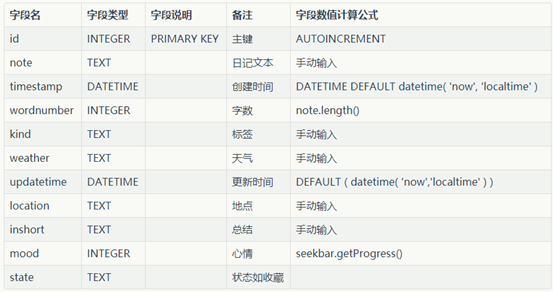 字段名 字段类型 字段说明 备注 字段数值计算公式
id INTEGER PRIMARY KEY 主键 AUTOINCREMENT
note TEXT 日记文本 手动输入
timestamp DATETIME 创建时间 DATETIME DEFAULT datetime( 'now', 'localtime' )
wordnumber INTEGER 字数 note.length()
kind TEXT 标签 手动输入
weather TEXT 天气 手动输入
updatetime DATETIME 更新时间 DEFAULT ( datetime( 'now','localtime' ) )
location TEXT 地点 手动输入
inshort TEXT 总结 手动输入
mood INTEGER 心情 seekbar.getProgress()
state TEXT 状态如收藏